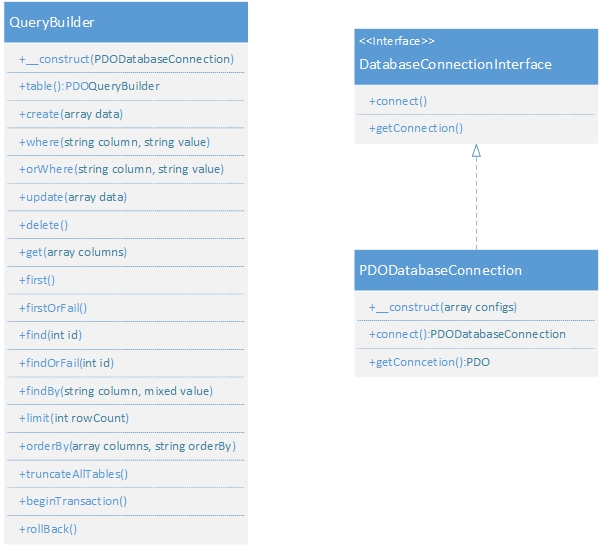 QueryBuilder
+__construct(PDODatabaseConnection)
+table():PDOQueryBuilder
+create(array data)
+where(string column, string value)
+orWhere(string column, string value)
+update(array data)
+delete()
+get(array columns)
+first()
+firstOrFail()
+find(int id)
+findOrFail(int id)
+findBy(string column, mixed value)
+limit(int rowCount)
+orderBy(array columns, string orderBy)
+truncateAllTables()
+beginTransaction()
+rollBack()
<<Interface>>
DatabaseConnectionInterface
+connect()
+getConnection()
PDODatabaseConnection
+__construct(array configs)
+connect():PDODatabaseConnection
+getConncetion():PDO